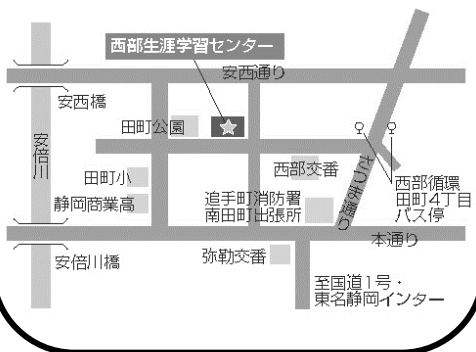 西部生涯学習センター
安西通り
安西橋
田町公園
安倍川
西部交番
田町小
静岡商業高
追手町消防署
南田町出張所
西部循環
田町4丁目
バス停
本通り
安倍川橋
弥勒交番
至国道1号・
東名静岡インター